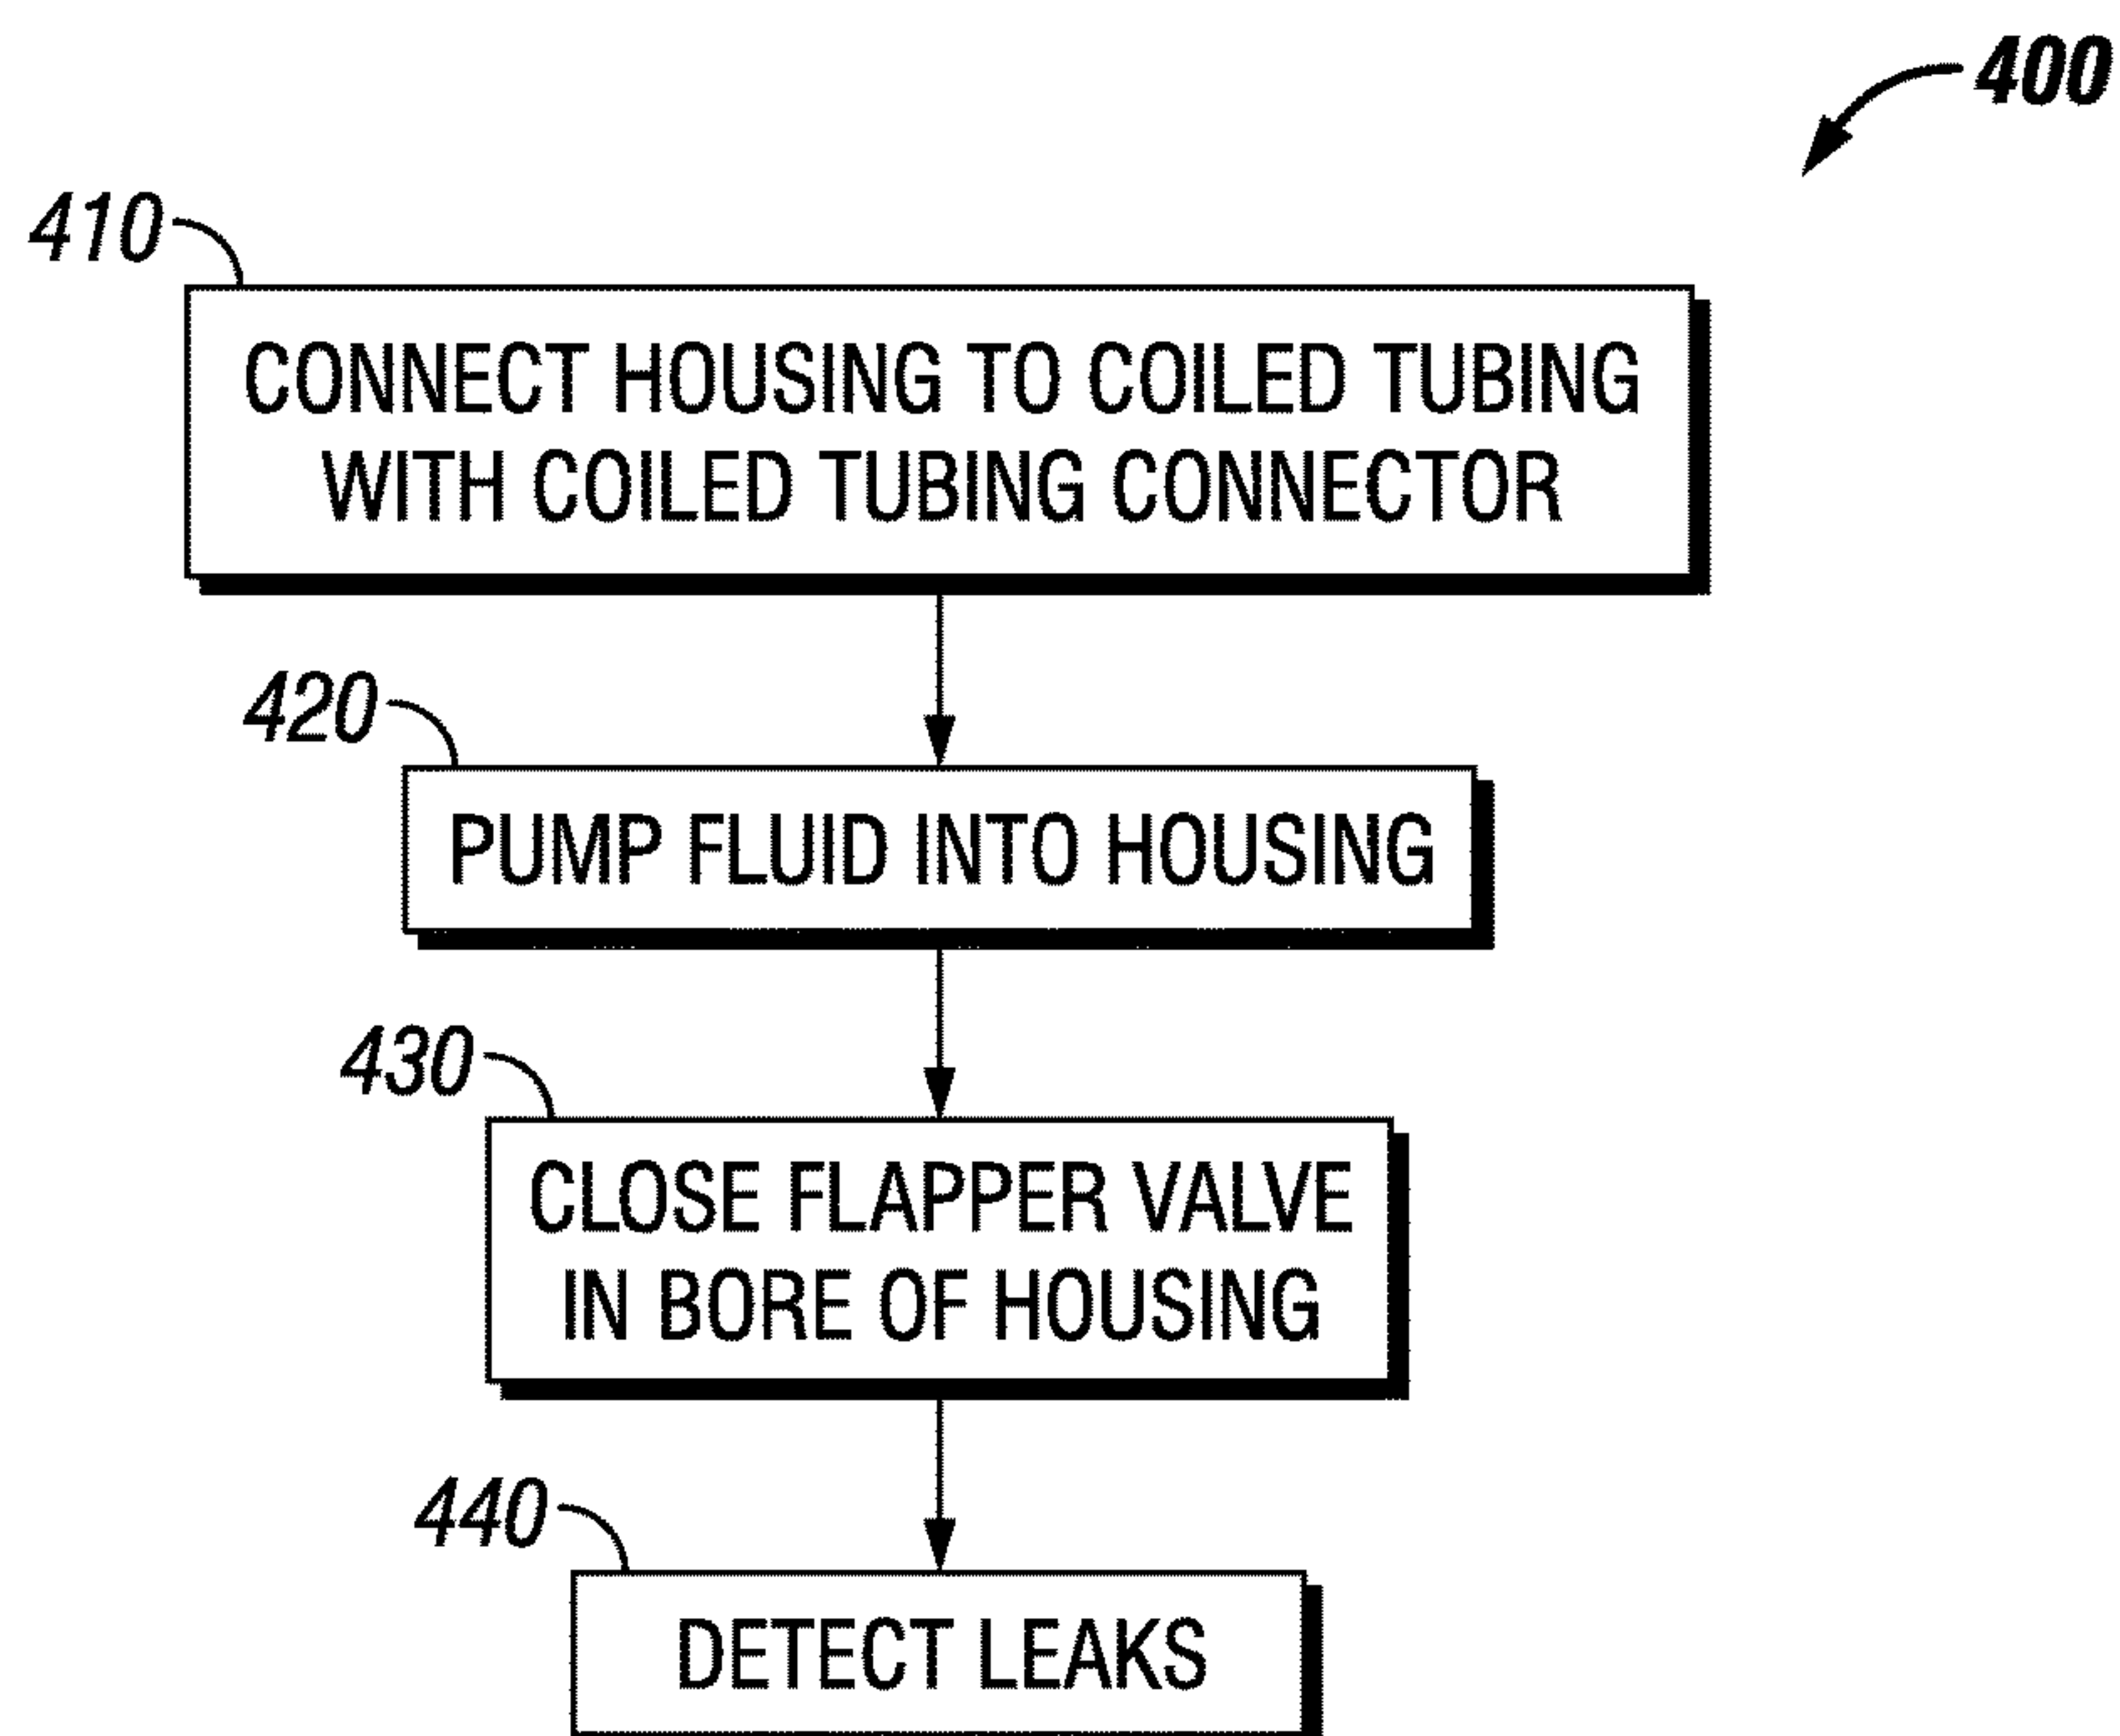 400
410
CONNECT HOUSING TO COILED TUBING
WITH COILED TUBING CONNECTOR
420
PUMP FLUID INTO HOUSING
430
CLOSE FLAPPER VALVE
IN BORE OF HOUSING
440
DETECT LEAKS